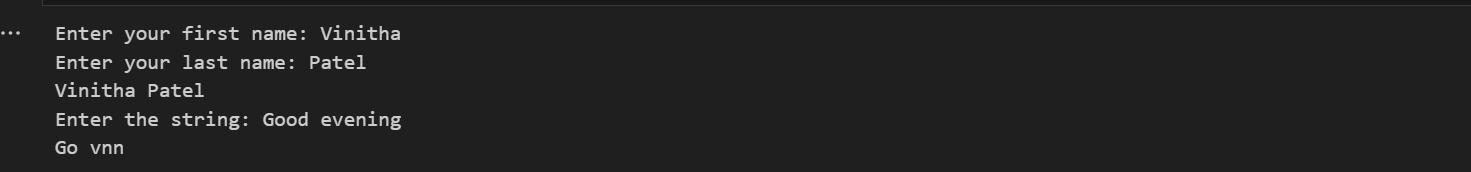 ...
Enter your first name: Vinitha
Enter your last name: Patel
Vinitha Patel
Enter the string: Good evening
Go vnn